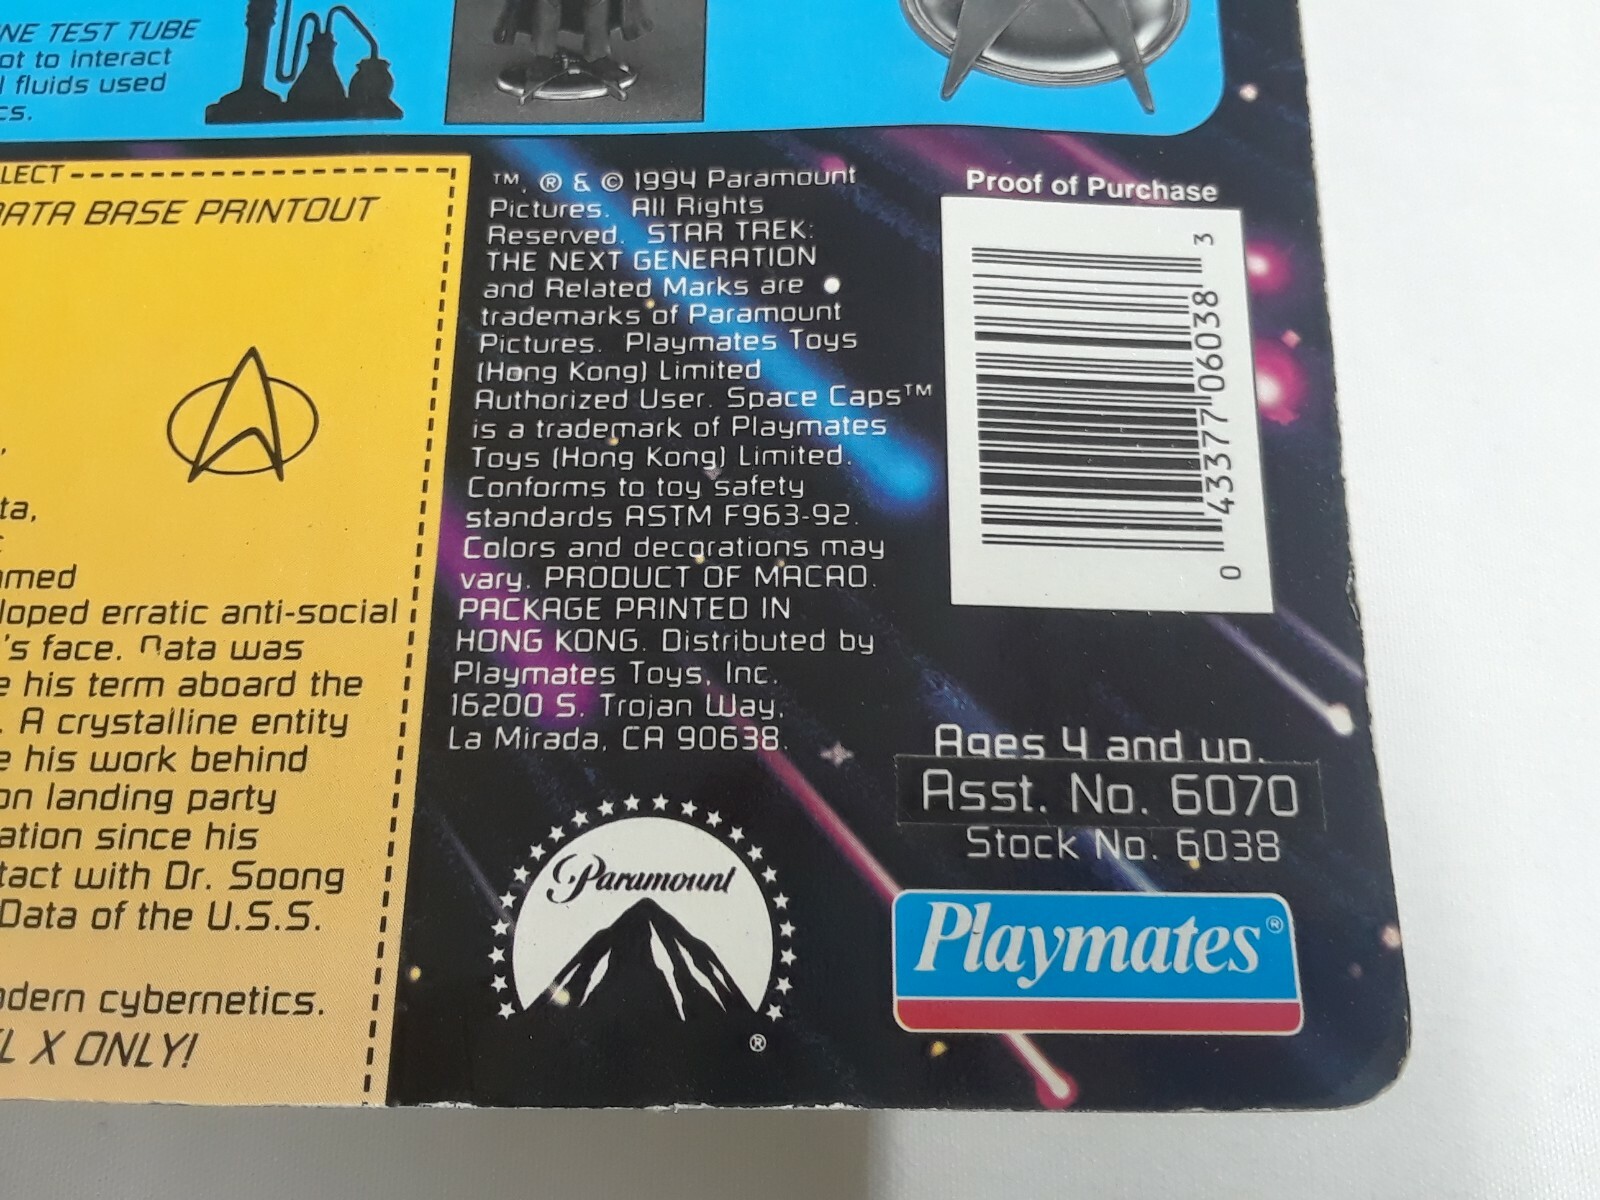 NE TEST TUBE
ot to interact
l fluids used
cs.
LECT
DATA BASE PRINTOUT
ta,
amed
loped erratic anti-social
's face. Data was
e his term aboard the
. A crystalline entity
e his work behind
on landing party
ation since his
tact with Dr. Soong
Data of the U.S.S.
odern cybernetics.
L X ONLY!
™, ® & © 1994 Paramount
Pictures. All Rights
Reserved. STAR TREK:
THE NEXT GENERATION
and Related Marks are
trademarks of Paramount
Pictures. Playmates Toys
(Hong Kong) Limited
Authorized User. Space Caps™
is a trademark of Playmates
Toys (Hong Kong) Limited.
Conforms to toy safety
standards ASTM F963-92.
Colors and decorations may
vary. PRODUCT OF MACAO.
PACKAGE PRINTED IN
HONG KONG. Distributed by
Playmates Toys, Inc.
16200 S. Trojan Way,
La Mirada, CA 90638.
Paramount
®
Proof of Purchase
0 43377 06038 3
Ages 4 and up.
Asst. No. 6070
Stock No. 6038
Playmates®